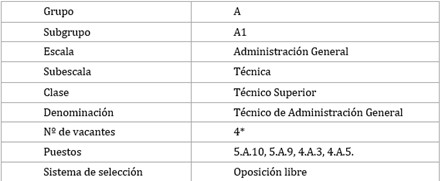 Grupo A
Subgrupo A1
Escala Administración General
Subescala Técnica
Clase Técnico Superior
Denominación Técnico de Administración General
Nº de vacantes 4*
Puestos 5.A.10, 5.A.9, 4.A.3, 4.A.5.
Sistema de selección Oposición libre